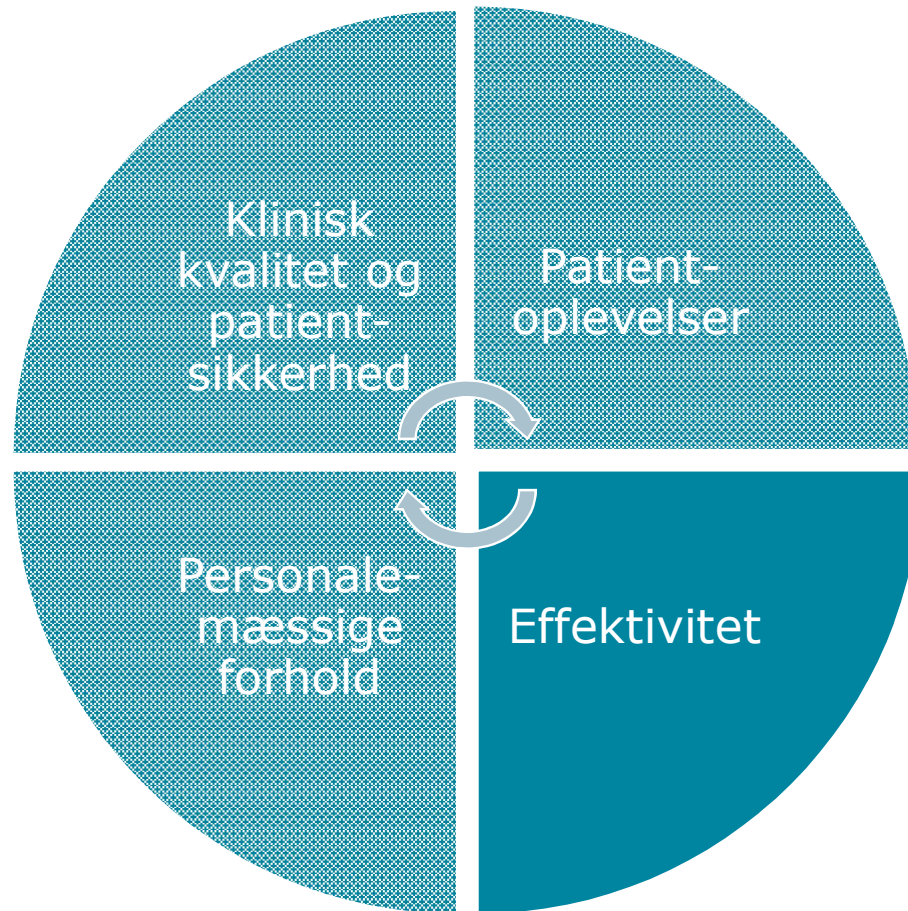 Klinisk
kvalitet og
patient-
sikkerhed
Patient-
oplevelser
Personale-
mæssige
forhold
Effektivitet